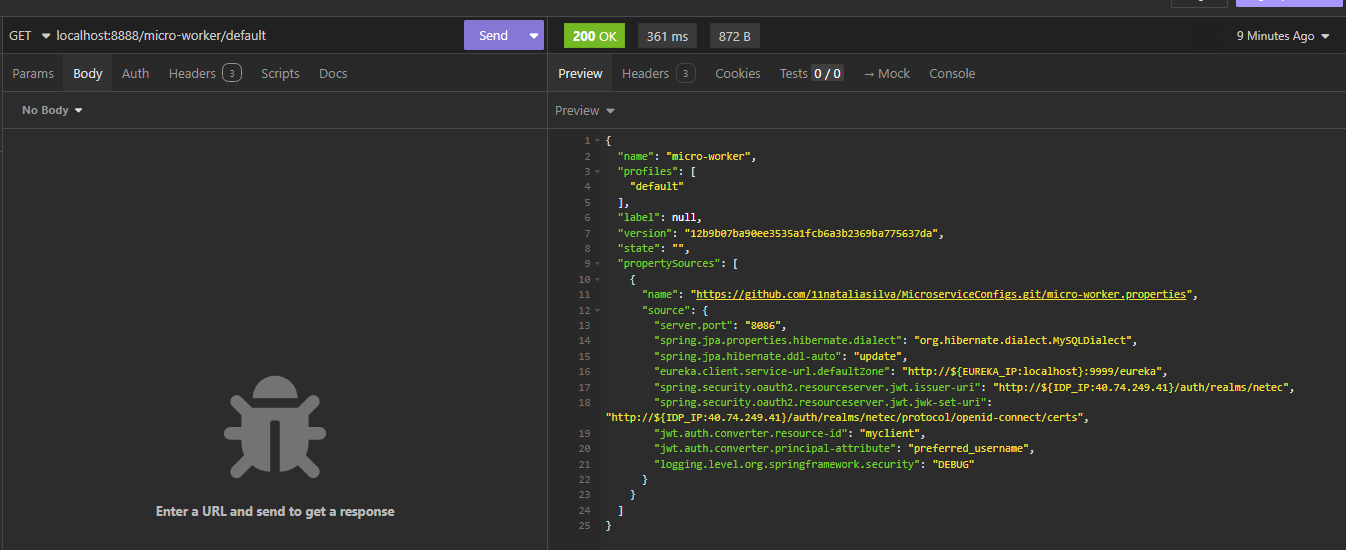 GET localhost:8888/micro-worker/default Send
200 OK 361 ms 872 B 9 Minutes Ago
Params Body Auth Headers 3 Scripts Docs
Preview Headers 3 Cookies Tests 0 / 0 → Mock Console
No Body
Preview
1 {
2 "name": "micro-worker",
3 "profiles": [
4 "default"
5 ],
6 "label": null,
7 "version": "12b9b07ba90ee3535a1fcb6a3b2369ba775637da",
8 "state": "",
9 "propertySources": [
10 {
11 "name": "https://github.com/11nataliasilva/MicroserviceConfigs.git/micro-worker.properties",
12 "source": {
13 "server.port": "8086",
14 "spring.jpa.properties.hibernate.dialect": "org.hibernate.dialect.MySQLDialect",
15 "spring.jpa.hibernate.ddl-auto": "update",
16 "eureka.client.service-url.defaultZone": "http://${EUREKA_IP:localhost}:9999/eureka",
17 "spring.security.oauth2.resourceserver.jwt.issuer-uri": "http://${IDP_IP:40.74.249.41}/auth/realms/netec",
18 "spring.security.oauth2.resourceserver.jwt.jwk-set-uri":
"http://${IDP_IP:40.74.249.41}/auth/realms/netec/protocol/openid-connect/certs",
19 "jwt.auth.converter.resource-id": "myclient",
20 "jwt.auth.converter.principal-attribute": "preferred_username",
21 "logging.level.org.springframework.security": "DEBUG"
22 }
23 }
24 ]
25 }
Enter a URL and send to get a response